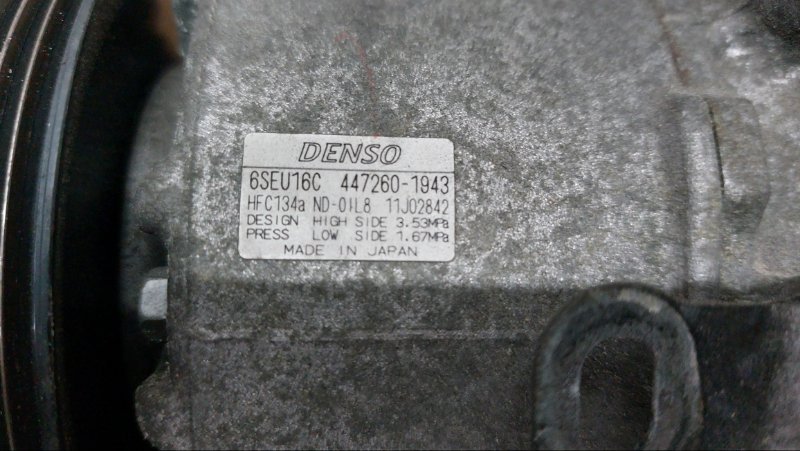 DENSO
6SEU16C 447260-1943
HFC134a ND-OIL8 11J02842
DESIGN HIGH SIDE 3.53MPa
PRESS LOW SIDE 1.67MPa
MADE IN JAPAN